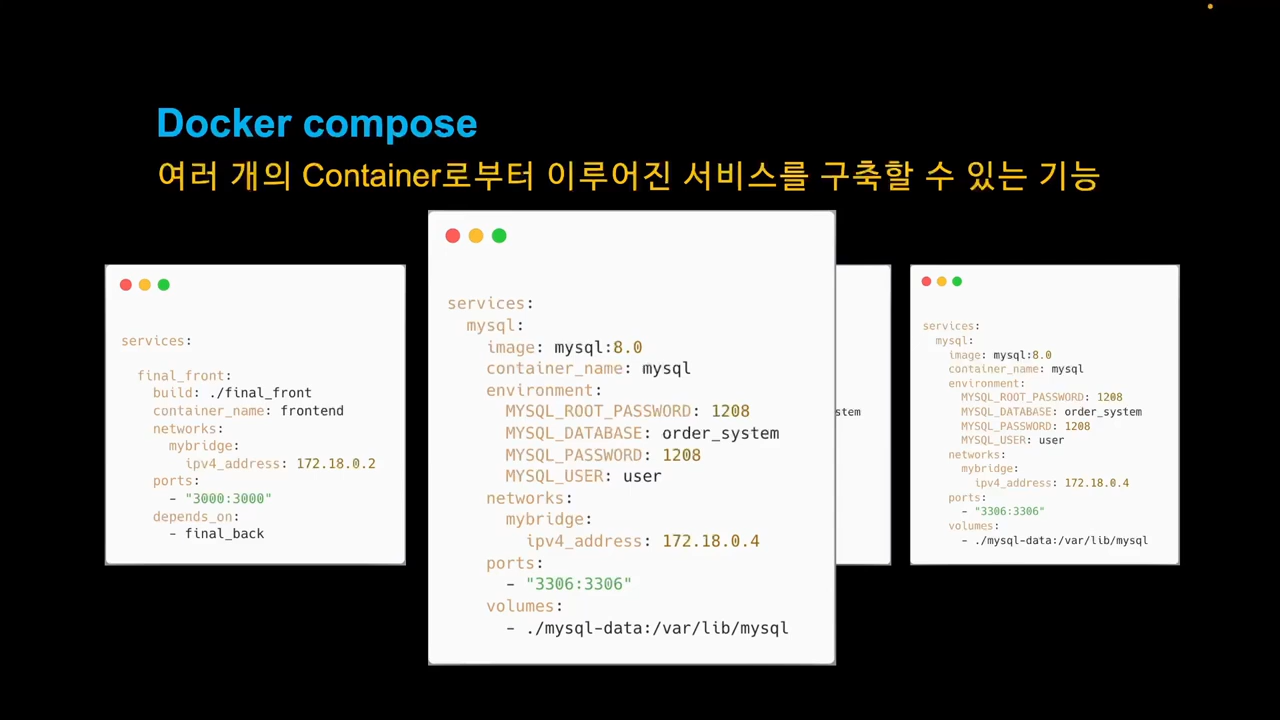 Docker compose
여러 개의 Container로부터 이루어진 서비스를 구축할 수 있는 기능
services:
final_front:
build: ./final_front
container_name: frontend
networks:
mybridge:
ipv4_address: 172.18.0.2
ports:
- "3000:3000"
depends_on:
- final_back
services:
mysql:
image: mysql:8.0
container_name: mysql
environment:
MYSQL_ROOT_PASSWORD: 1208
MYSQL_DATABASE: order_system
MYSQL_PASSWORD: 1208
MYSQL_USER: user
networks:
mybridge:
ipv4_address: 172.18.0.4
ports:
- "3306:3306"
volumes:
- ./mysql-data:/var/lib/mysql
services:
mysql:
image: mysql:8.0
container_name: mysql
environment:
MYSQL_ROOT_PASSWORD: 1208
MYSQL_DATABASE: order_system
MYSQL_PASSWORD: 1208
MYSQL_USER: user
networks:
mybridge:
ipv4_address: 172.18.0.4
ports:
- "3306:3306"
volumes:
- ./mysql-data:/var/lib/mysql